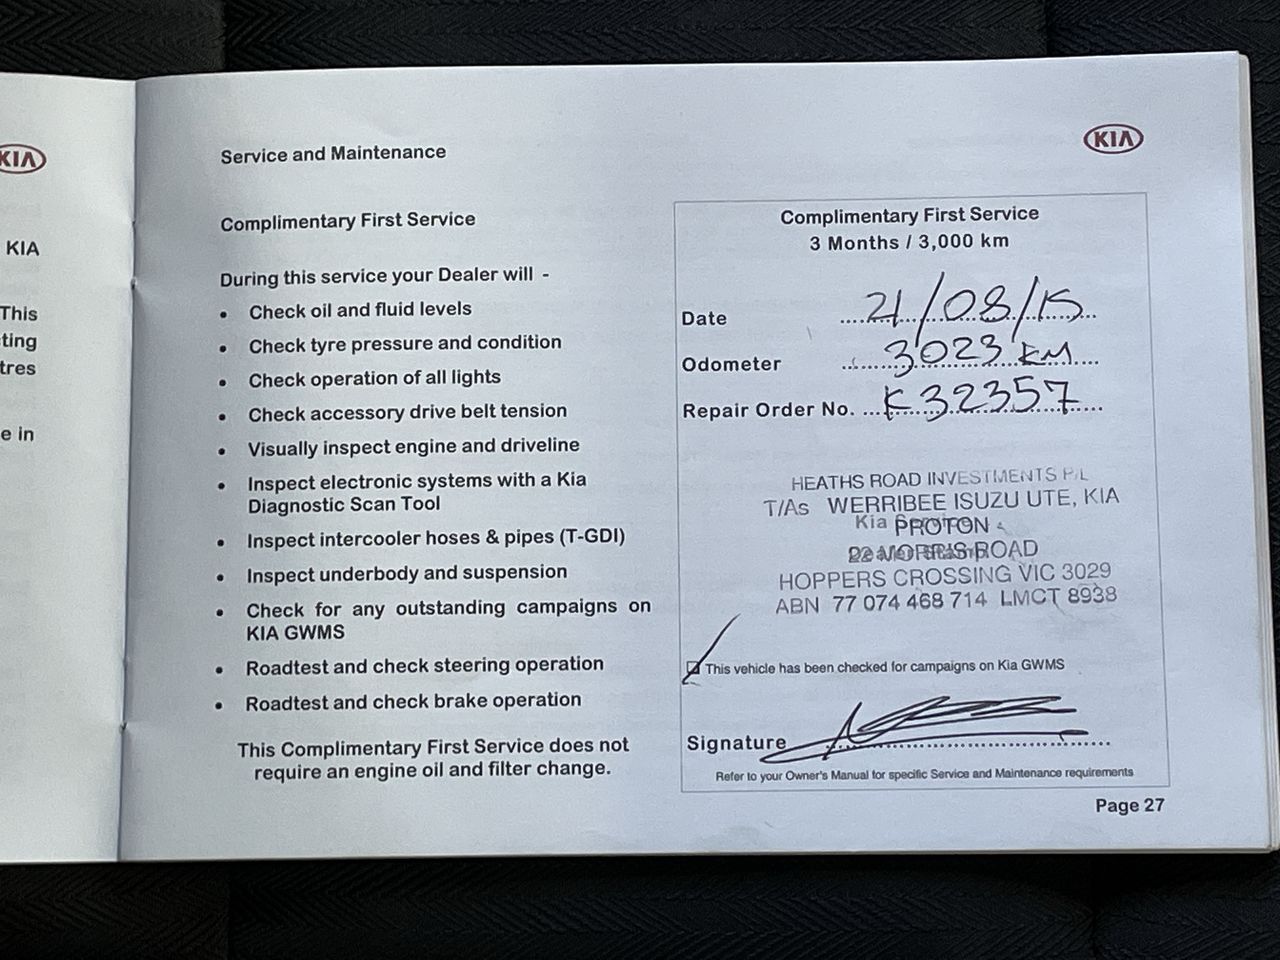 KIA
KIA
This
ting
tres
e in
KIA
Service and Maintenance
Complimentary First Service
During this service your Dealer will -
• Check oil and fluid levels
• Check tyre pressure and condition
• Check operation of all lights
• Check accessory drive belt tension
• Visually inspect engine and driveline
• Inspect electronic systems with a Kia
Diagnostic Scan Tool
• Inspect intercooler hoses & pipes (T-GDI)
• Inspect underbody and suspension
• Check for any outstanding campaigns on
KIA GWMS
• Roadtest and check steering operation
• Roadtest and check brake operation
This Complimentary First Service does not
require an engine oil and filter change.
Complimentary First Service
3 Months / 3,000 km
Date 21/08/15
Odometer 3023 KM
Repair Order No. K32357
HEATHS ROAD INVESTMENTS P/L
T/As WERRIBEE ISUZU UTE, KIA
Kia
PROTON
22 MORRIS ROAD
HOPPERS CROSSING VIC 3029
ABN 77 074 468 714 LMCT 8938
This vehicle has been checked for campaigns on Kia GWMS
Signature
Refer to your Owner's Manual for specific Service and Maintenance requirements
Page 27